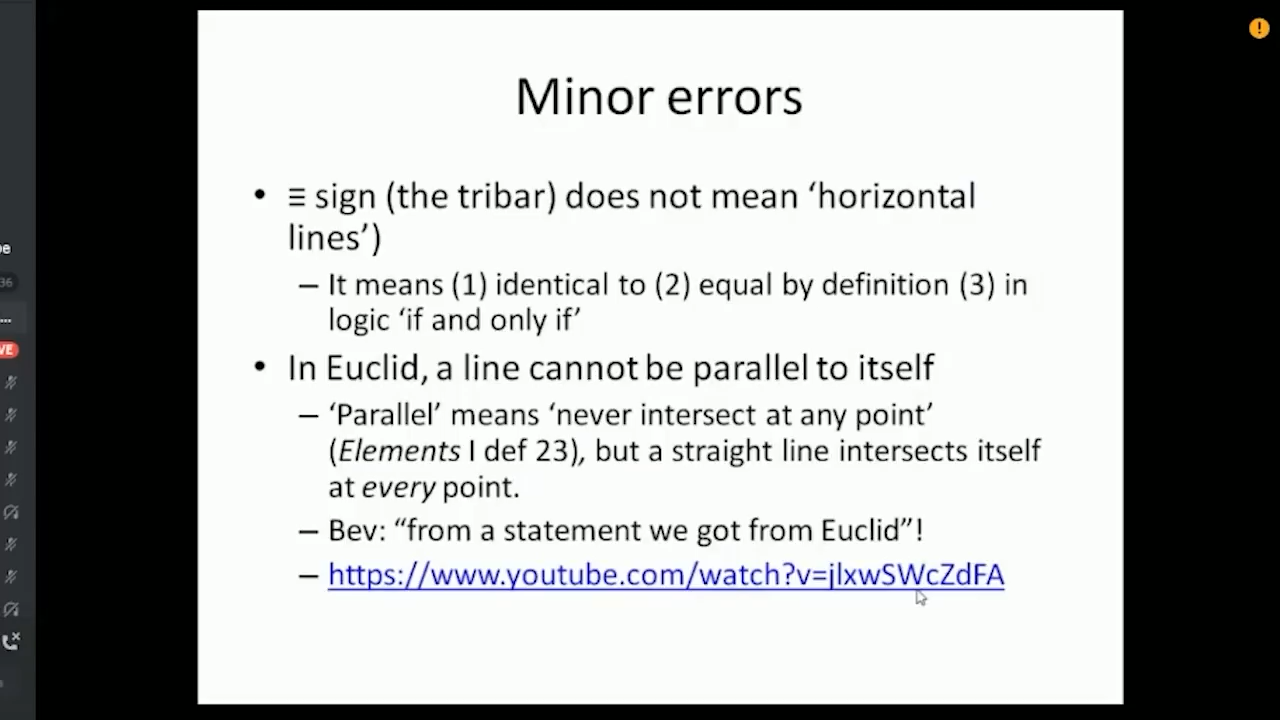 Minor errors
• ≡ sign (the tribar) does not mean ‘horizontal
lines’)
– It means (1) identical to (2) equal by definition (3) in
logic ‘if and only if’
• In Euclid, a line cannot be parallel to itself
– ‘Parallel’ means ‘never intersect at any point’
(Elements I def 23), but a straight line intersects itself
at every point.
– Bev: “from a statement we got from Euclid”!
– https://www.youtube.com/watch?v=jlxwSWcZdFA